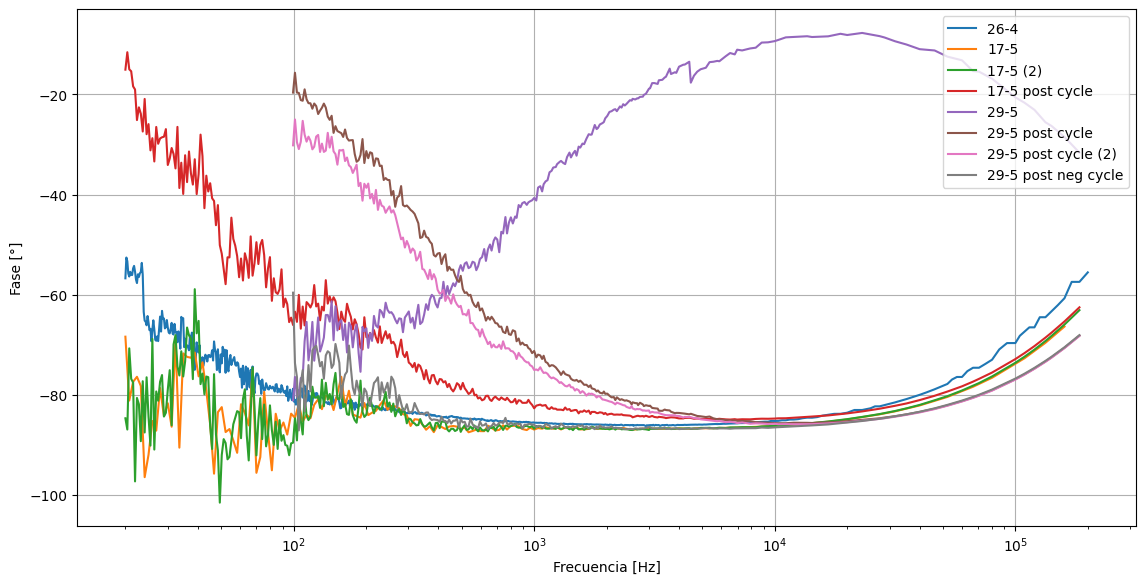 26-4
17-5
17-5 (2)
17-5 post cycle
29-5
29-5 post cycle
29-5 post cycle (2)
29-5 post neg cycle
Fase [°]
−20
−40
−60
−80
−100
10² 10³ 10⁴ 10⁵
Frecuencia [Hz]